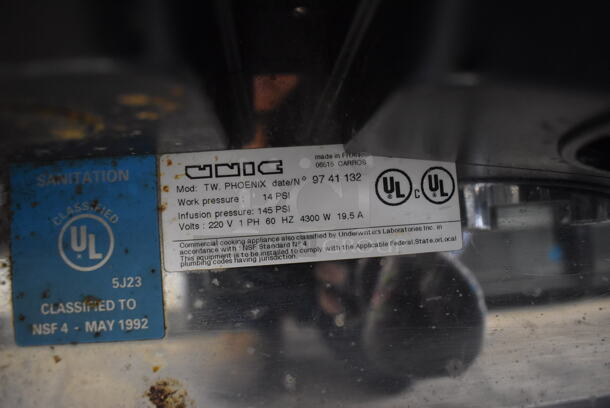 SANITATION
CLASSIFIED
UL
®
5J23
CLASSIFIED TO
NSF 4 - MAY 1992
UNIC
made in FRANCE
06515 CARROS
Mod: TW. PHOENIX date/N° 97 41 132
Work pressure : 14 PSI
Infusion pressure: 145 PSI
Volts : 220 V 1 PH 60 HZ 4300 W 19,5 A
UL
®
C UL
®
Commercial cooking appliance also classified by Underwriters Laboratories Inc. in
accordance with : NSF Standard N° 4
This equipment is to be installed to comply with the Applicable Federal,State,or Local
plumbing codes having jurisdiction.